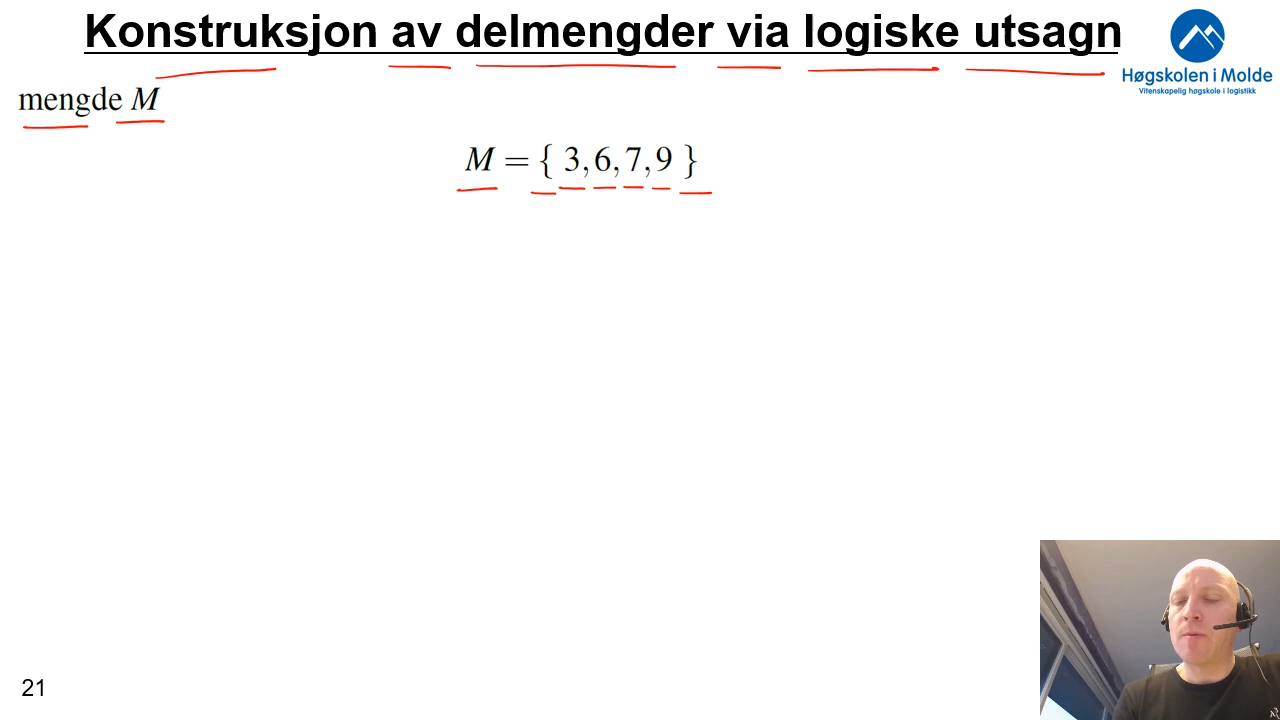 Konstruksjon av delmengder via logiske utsagn
Høgskolen i Molde
Vitenskapelig høgskole i logistikk
mengde M
M = { 3,6,7,9 }
21